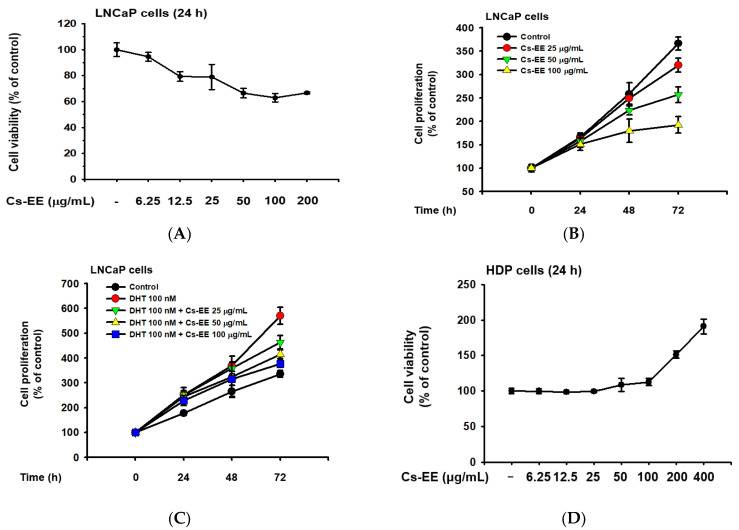 LNCaP cells (24 h)
Cell viability (% of control)
120
100
80
60
40
20
0
Cs-EE (μg/mL) - 6.25 12.5 25 50 100 200
(A)
LNCaP cells
Control
Cs-EE 25 μg/mL
Cs-EE 50 μg/mL
Cs-EE 100 μg/mL
Cell proliferation
(% of control)
400
350
300
250
200
150
100
50
Time (h) 0 24 48 72
(B)
LNCaP cells
Control
DHT 100 nM
DHT 100 nM + Cs-EE 25 μg/mL
DHT 100 nM + Cs-EE 50 μg/mL
DHT 100 nM + Cs-EE 100 μg/mL
Cell proliferation
(% of control)
700
600
500
400
300
200
100
0
Time (h) 0 24 48 72
(C)
HDP cells (24 h)
Cell viability
(% of control)
250
200
150
100
50
0
Cs-EE (μg/mL) – 6.25 12.5 25 50 100 200 400
(D)